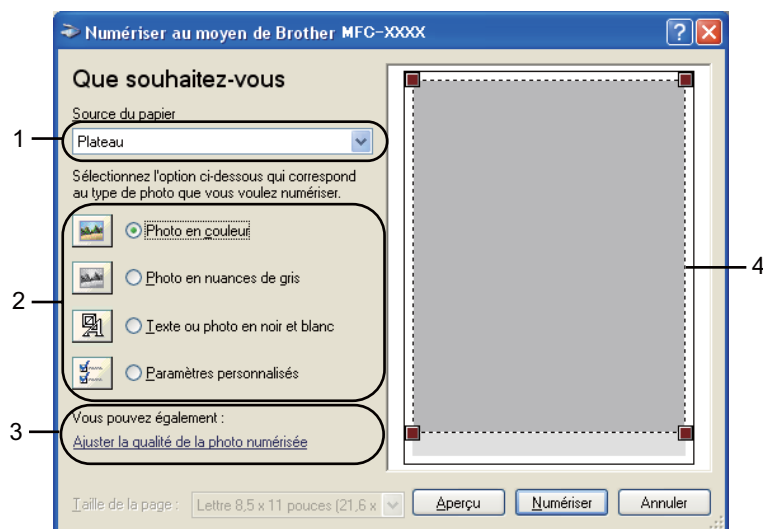 Numériser au moyen de Brother MFC-XXXX
Que souhaitez-vous
Source du papier
1
Plateau
Sélectionnez l'option ci-dessous qui correspond
au type de photo que vous voulez numériser.
Photo en couleur
4
Photo en nuances de gris
2
Texte ou photo en noir et blanc
Paramètres personnalisés
Vous pouvez également :
3
Ajuster la qualité de la photo numérisée
Taille de la page : Lettre 8,5 x 11 pouces (21,6 x Aperçu Numériser Annuler